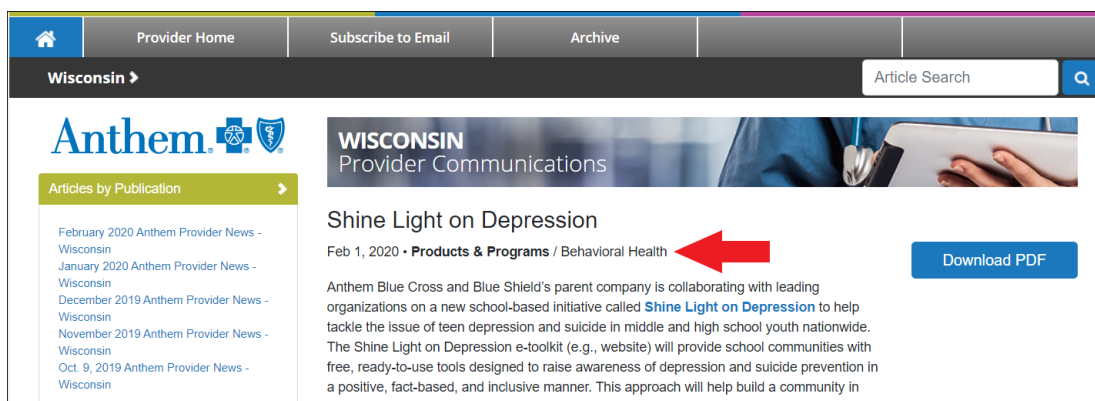 Provider Home
Subscribe to Email
Archive
Wisconsin
Article Search
Anthem
Articles by Publication
February 2020 Anthem Provider News -
Wisconsin
January 2020 Anthem Provider News -
Wisconsin
December 2019 Anthem Provider News -
Wisconsin
November 2019 Anthem Provider News -
Wisconsin
Oct. 9, 2019 Anthem Provider News -
Wisconsin
WISCONSIN
Provider Communications
Shine Light on Depression
Feb 1, 2020 • Products & Programs / Behavioral Health
Download PDF
Anthem Blue Cross and Blue Shield’s parent company is collaborating with leading
organizations on a new school-based initiative called Shine Light on Depression to help
tackle the issue of teen depression and suicide in middle and high school youth nationwide.
The Shine Light on Depression e-toolkit (e.g., website) will provide school communities with
free, ready-to-use tools designed to raise awareness of depression and suicide prevention in
a positive, fact-based, and inclusive manner. This approach will help build a community in